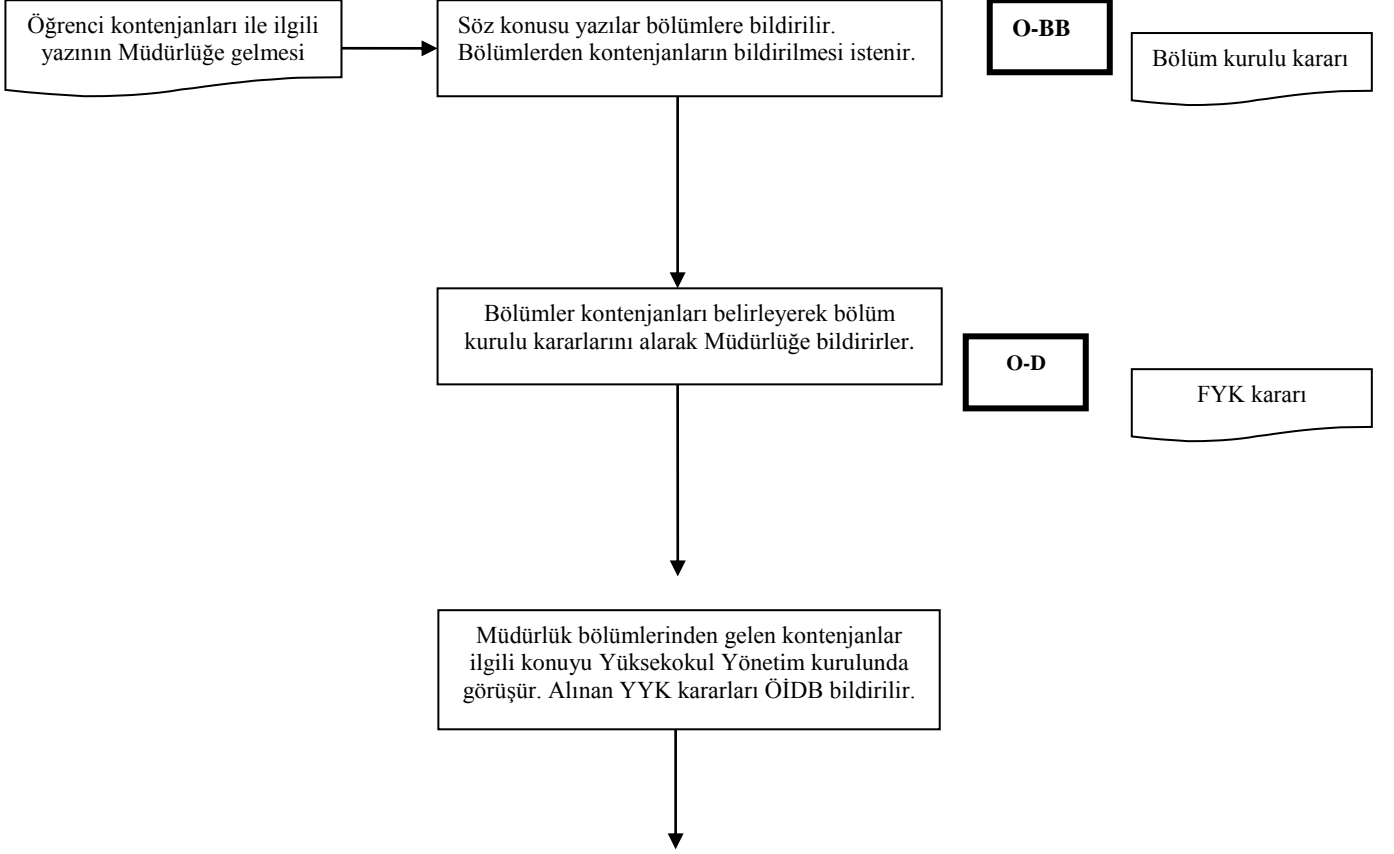 Öğrenci kontenjanları ile ilgili
yazının Müdürlüğe gelmesi
Söz konusu yazılar bölümlere bildirilir.
Bölümlerden kontenjanların bildirilmesi istenir.
O-BB
Bölüm kurulu kararı
Bölümler kontenjanları belirleyerek bölüm
kurulu kararlarını alarak Müdürlüğe bildirirler.
O-D
FYK kararı
Müdürlük bölümlerinden gelen kontenjanlar
ilgili konuyu Yüksekokul Yönetim kurulunda
görüşür. Alınan YYK kararları ÖİDB bildirilir.